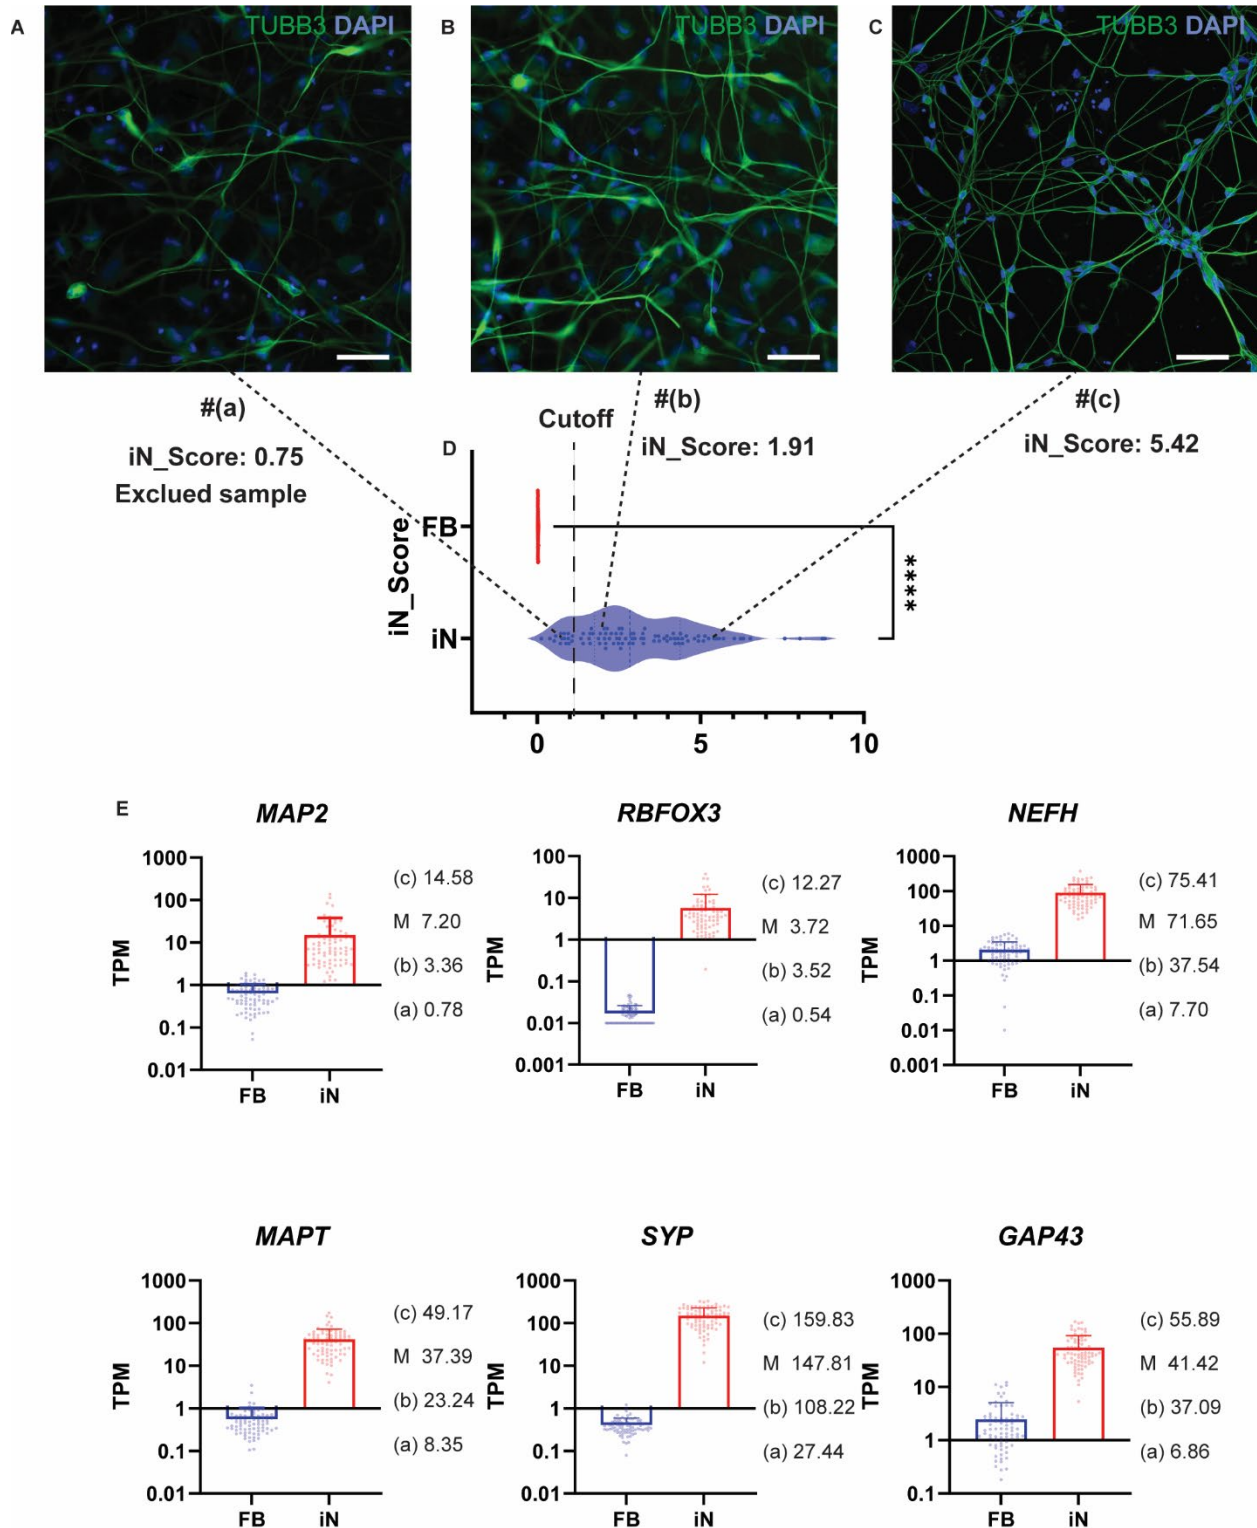 A
TUBB3 DAPI
B
TUBB3 DAPI
C
TUBB3 DAPI
#(a)
iN_Score: 0.75
Exclued sample
Cutoff
#(b)
iN_Score: 1.91
#(c)
iN_Score: 5.42
D
iN_Score
FB
iN
****
0
5
10
E
MAP2
TPM
1000
100
10
1
0.1
0.01
FB
iN
(c) 14.58
M 7.20
(b) 3.36
(a) 0.78
RBFOX3
TPM
100
10
1
0.1
0.01
0.001
FB
iN
(c) 12.27
M 3.72
(b) 3.52
(a) 0.54
NEFH
TPM
1000
100
10
1
0.1
0.01
0.001
FB
iN
(c) 75.41
M 71.65
(b) 37.54
(a) 7.70
MAPT
TPM
1000
100
10
1
0.1
0.01
FB
iN
(c) 49.17
M 37.39
(b) 23.24
(a) 8.35
SYP
TPM
1000
100
10
1
0.1
0.01
FB
iN
(c) 159.83
M 147.81
(b) 108.22
(a) 27.44
GAP43
TPM
1000
100
10
1
0.1
FB
iN
(c) 55.89
M 41.42
(b) 37.09
(a) 6.86